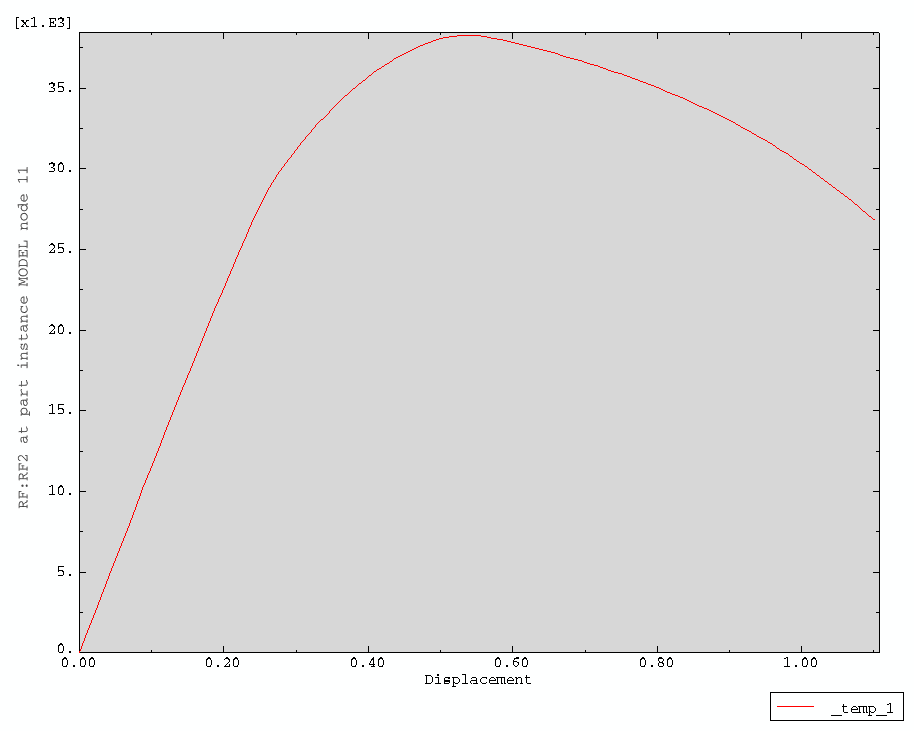 [x1.E3]
35.
30.
25.
20.
15.
10.
5.
0.
RF:RF2 at part instance MODEL node 11
0.00 0.20 0.40 0.60 0.80 1.00
Displacement
_temp_1